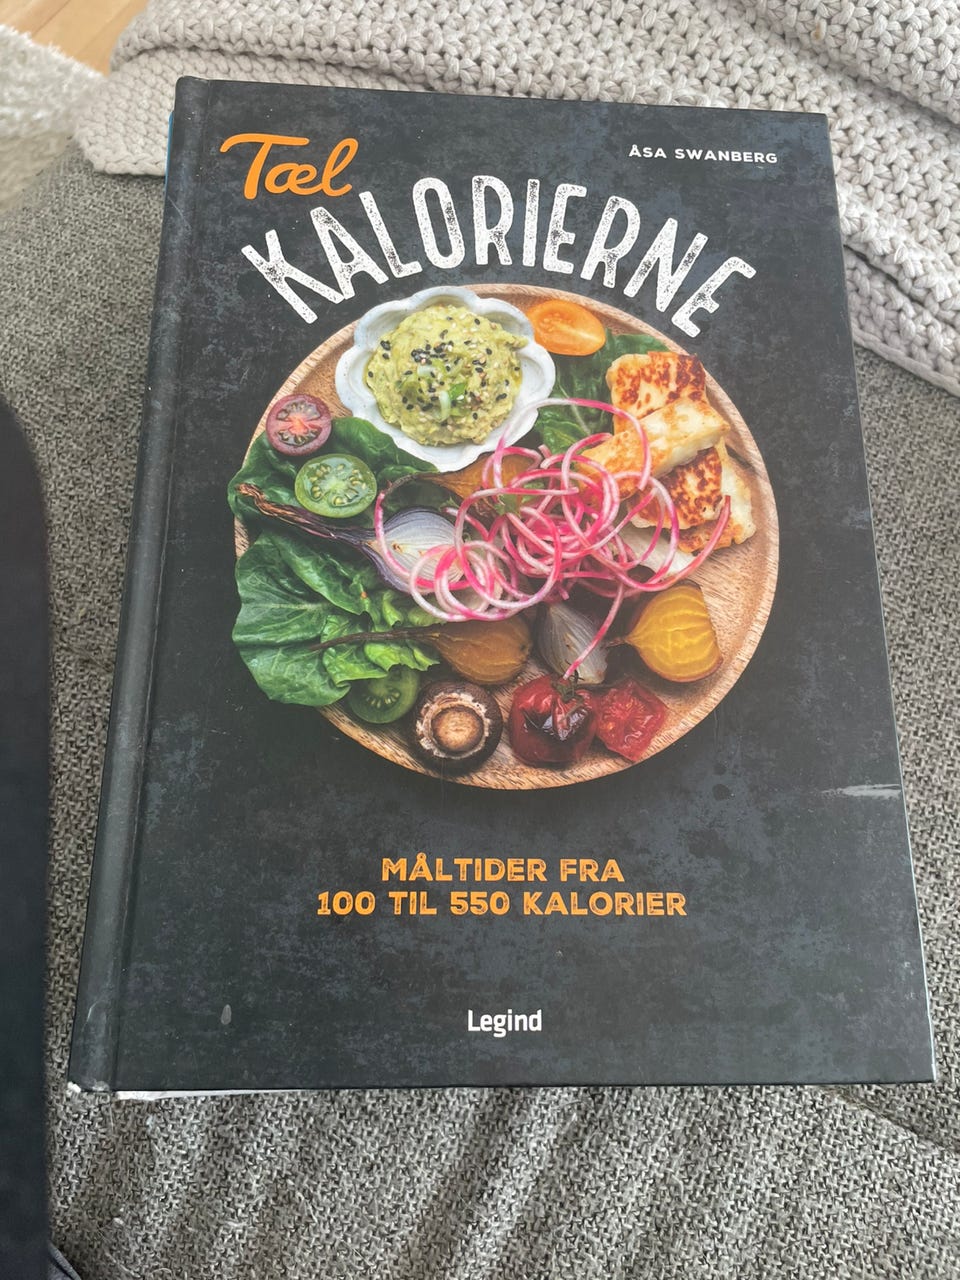 Tæl
ÅSA SWANBERG
KALORIERNE
MÅLTIDER FRA
100 TIL 550 KALORIER
Legind